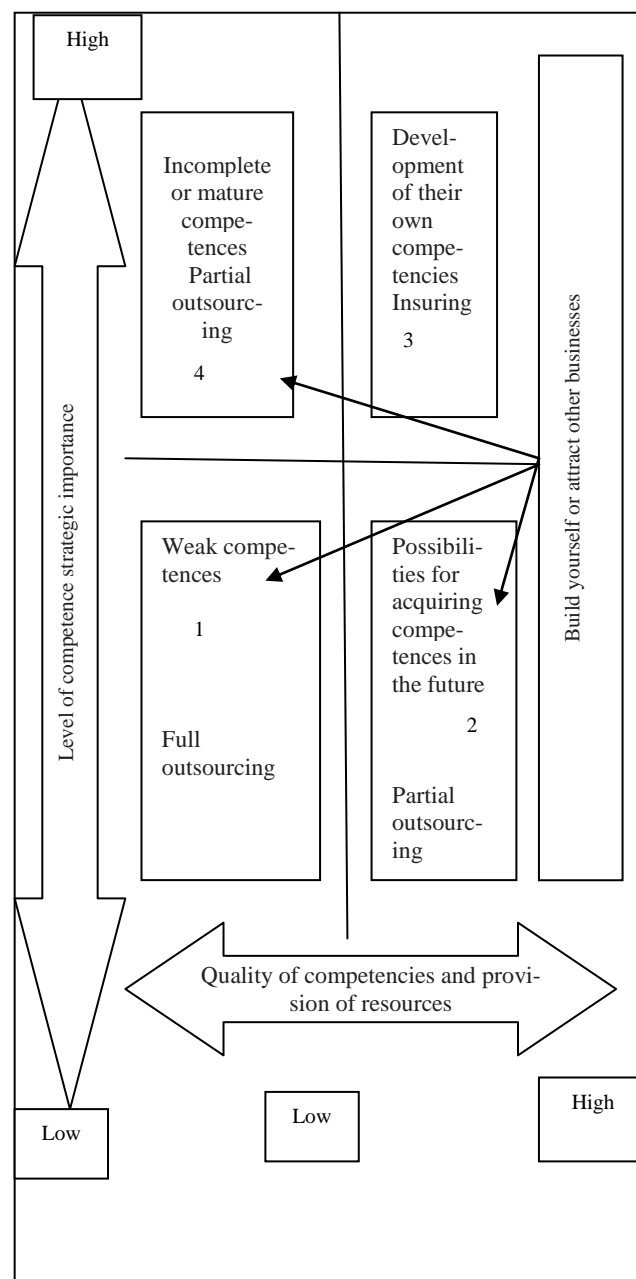 High
Incomplete
or mature
compe-
tences
Partial
outsourc-
ing
4
Devel-
opment
of their
own
competencies
Insuring
3
Build yourself or attract other businesses
Level of competence strategic importance
Weak compe-
tences
1
Full
outsourcing
Possibili-
ties for
acquiring
compe-
tences in
the future
2
Partial
outsourc-
ing
Quality of competencies and provi-
sion of resources
Low
Low
High